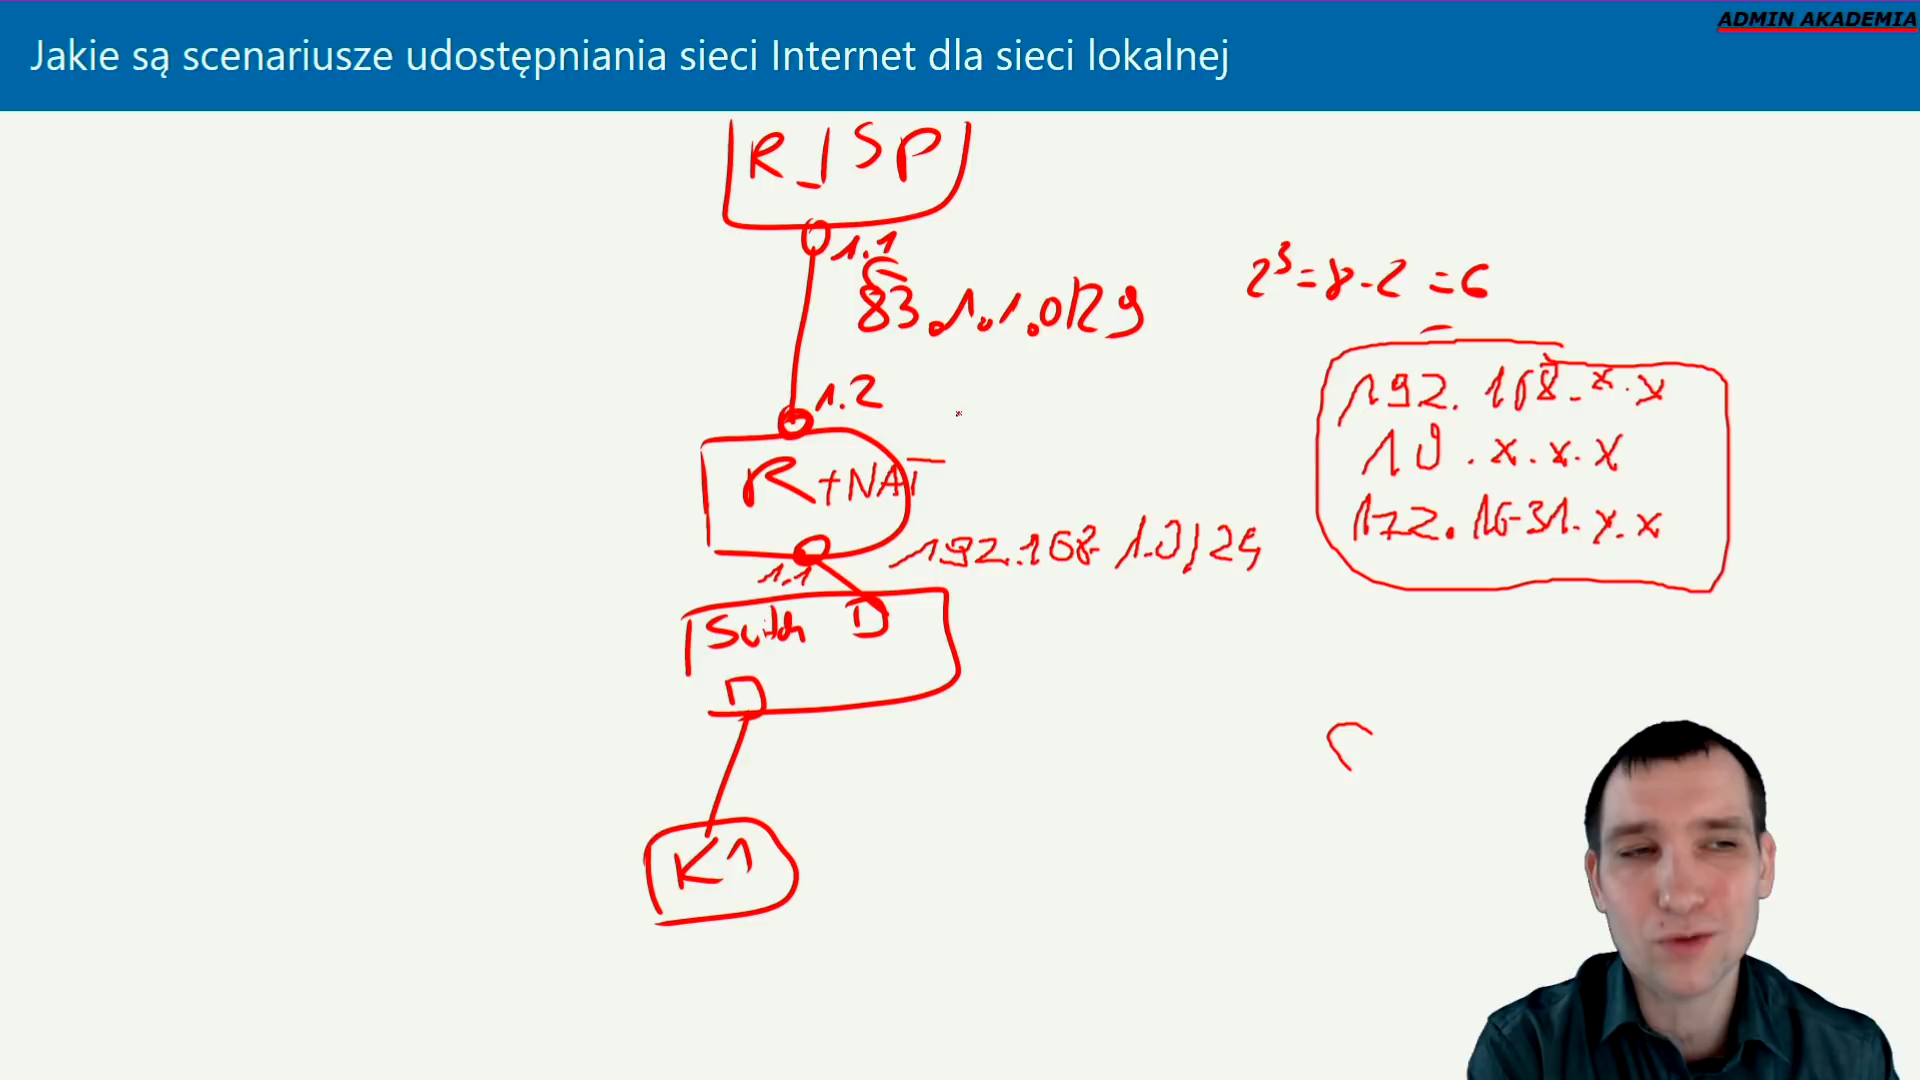 ADMIN AKADEMIA
Jakie są scenariusze udostępniania sieci Internet dla sieci lokalnej
R_ISP
1.1
83.1.1.0/29
2³=8-2=6
1.2
192.168.x.x
10.x.x.x
172.16-31.x.x
R+NAT
192.168.1.0/24
1.1
Switch
K1